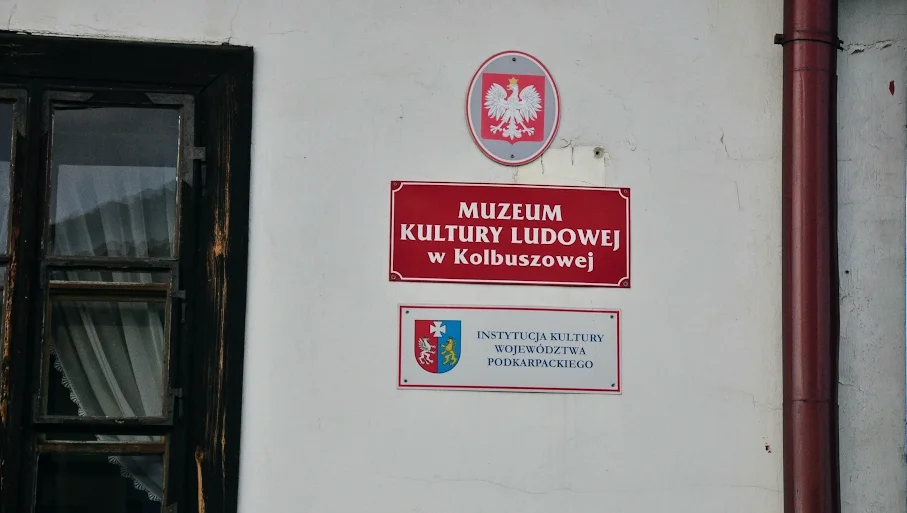 MUZEUM
KULTURY LUDOWEJ
w Kolbuszowej
INSTYTUCJA KULTURY
WOJEWÓDZTWA
PODKARPACKIEGO